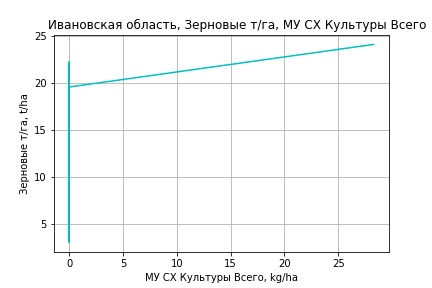 Ивановская область, Зерновые т/га, МУ СХ Культуры Всего
25
20
15
10
5
Зерновые т/га, t/ha
0 5 10 15 20 25
МУ СХ Культуры Всего, kg/ha